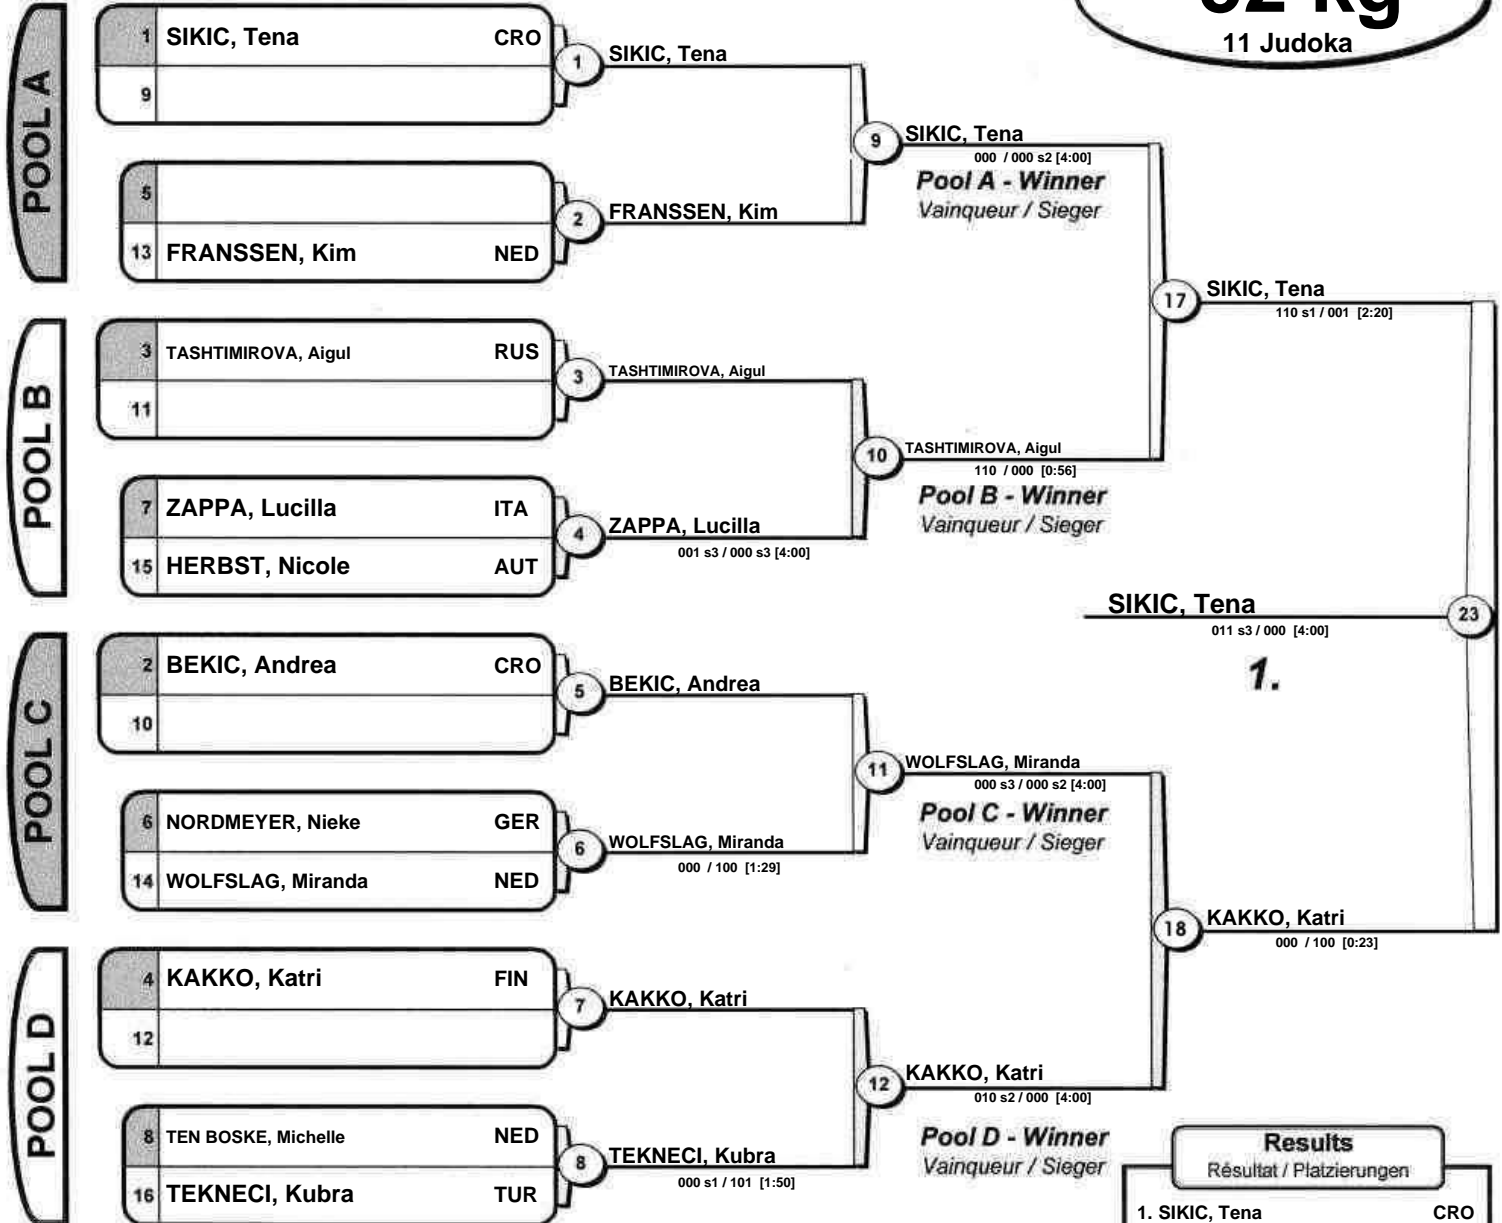 52 kg
11 Judoka
POOL A
1 SIKIC, Tena CRO
9
5
13 FRANSSEN, Kim NED
1 SIKIC, Tena
2 FRANSSEN, Kim
9 SIKIC, Tena
000 / 000 s2 [4:00]
Pool A - Winner
Vainqueur / Sieger
POOL B
3 TASHTIMIROVA, Aigul RUS
11
7 ZAPPA, Lucilla ITA
15 HERBST, Nicole AUT
3 TASHTIMIROVA, Aigul
4 ZAPPA, Lucilla
001 s3 / 000 s3 [4:00]
10 TASHTIMIROVA, Aigul
110 / 000 [0:56]
Pool B - Winner
Vainqueur / Sieger
17 SIKIC, Tena
110 s1 / 001 [2:20]
SIKIC, Tena 23
011 s3 / 000 [4:00]
1.
POOL C
2 BEKIC, Andrea CRO
10
6 NORDMEYER, Nieke GER
14 WOLFSLAG, Miranda NED
5 BEKIC, Andrea
6 WOLFSLAG, Miranda
000 / 100 [1:29]
11 WOLFSLAG, Miranda
000 s3 / 000 s2 [4:00]
Pool C - Winner
Vainqueur / Sieger
POOL D
4 KAKKO, Katri FIN
12
8 TEN BOSKE, Michelle NED
16 TEKNECI, Kubra TUR
7 KAKKO, Katri
8 TEKNECI, Kubra
000 s1 / 101 [1:50]
12 KAKKO, Katri
010 s2 / 000 [4:00]
Pool D - Winner
Vainqueur / Sieger
18 KAKKO, Katri
000 / 100 [0:23]
Results
Résultat / Platzierungen
1. SIKIC, Tena CRO